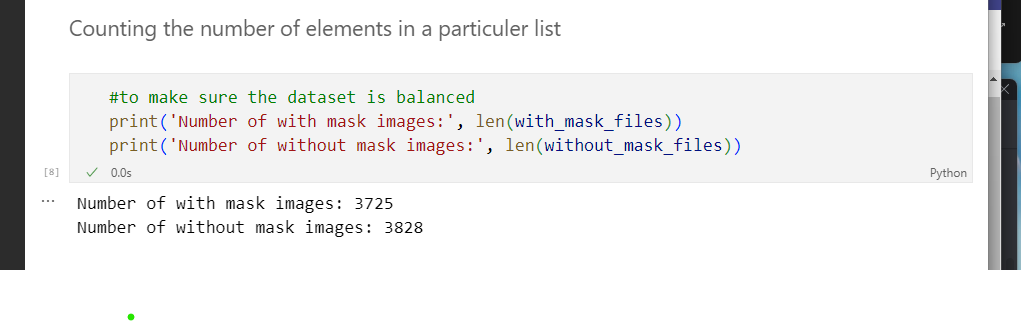 Counting the number of elements in a particuler list
#to make sure the dataset is balanced
print('Number of with mask images:', len(with_mask_files))
print('Number of without mask images:', len(without_mask_files))
[8] 0.0s Python
... Number of with mask images: 3725
Number of without mask images: 3828